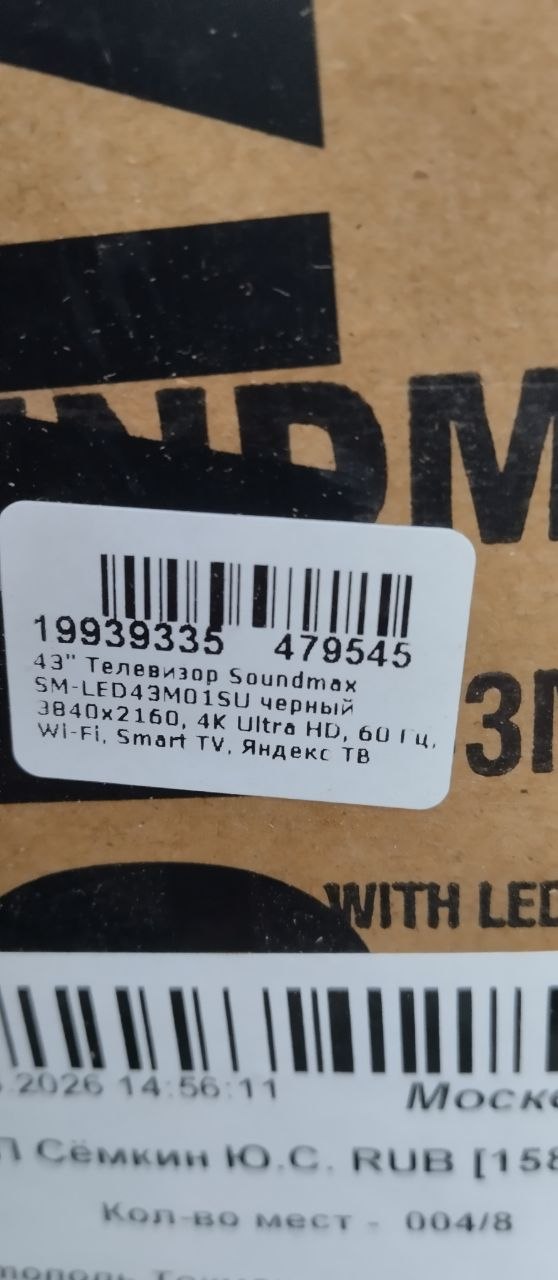 19939335 479545
43" Телевизор Soundmax
SM-LED43M01SU черный
3840x2160, 4K Ultra HD, 60 Гц,
Wi-Fi, Smart TV, Яндекс ТВ
WITH LED
.2026 14:56:11
Сёмкин Ю.С. RUB [158
Кол-во мест - 004/8